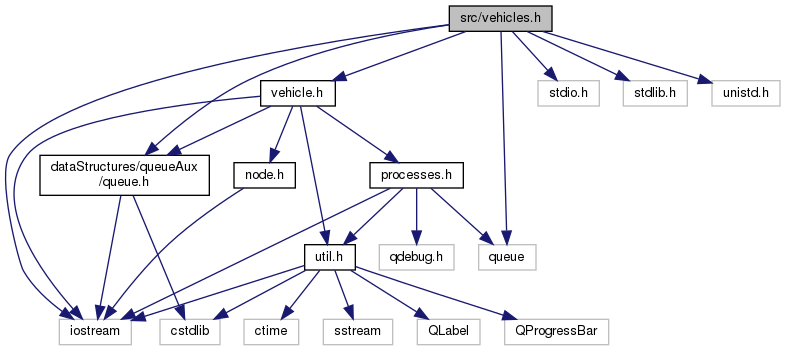 src/vehicles.h
vehicle.h
stdio.h
stdlib.h
unistd.h
dataStructures/queueAux
/queue.h
node.h
processes.h
util.h
qdebug.h
queue
iostream
cstdlib
ctime
sstream
QLabel
QProgressBar